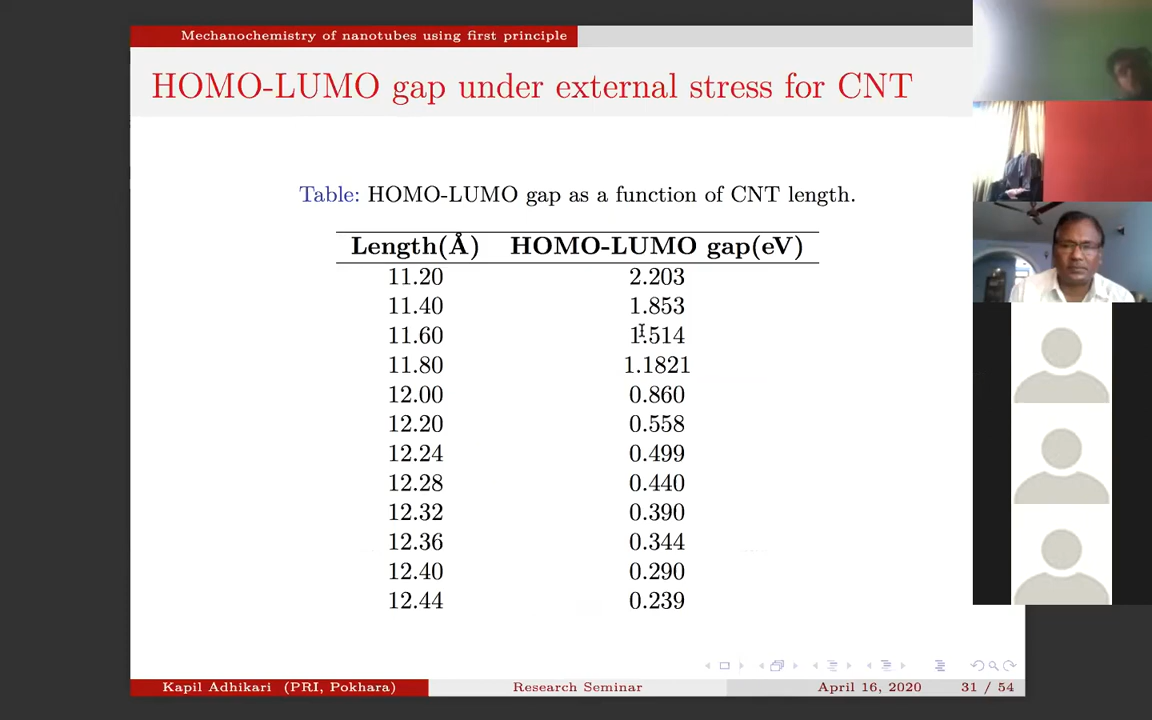 Mechanochemistry of nanotubes using first principle
HOMO-LUMO gap under external stress for CNT
Table: HOMO-LUMO gap as a function of CNT length.
Length(Å) HOMO-LUMO gap(eV)
11.20 2.203
11.40 1.853
11.60 1.514
11.80 1.1821
12.00 0.860
12.20 0.558
12.24 0.499
12.28 0.440
12.32 0.390
12.36 0.344
12.40 0.290
12.44 0.239
Kapil Adhikari (PRI, Pokhara) Research Seminar April 16, 2020 31 / 54